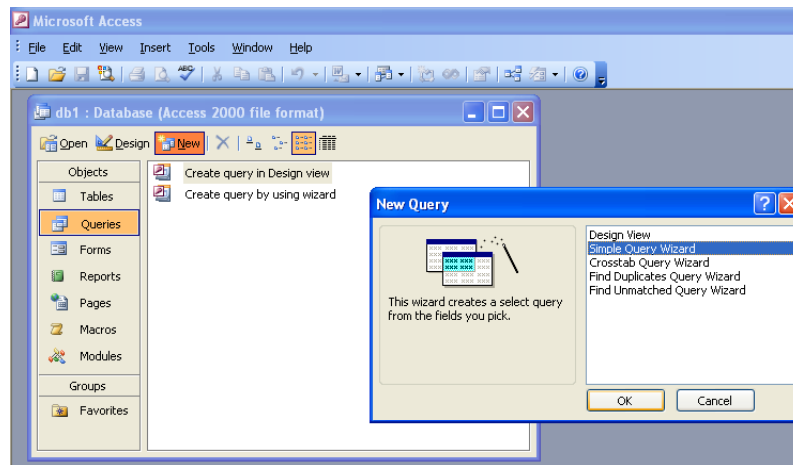 Microsoft Access
File Edit View Insert Tools Window Help
db1 : Database (Access 2000 file format)
Open Design New
Objects
Tables
Queries
Forms
Reports
Pages
Macros
Modules
Groups
Favorites
Create query in Design view
Create query by using wizard
New Query
This wizard creates a select query
from the fields you pick.
Design View
Simple Query Wizard
Crosstab Query Wizard
Find Duplicates Query Wizard
Find Unmatched Query Wizard
OK Cancel